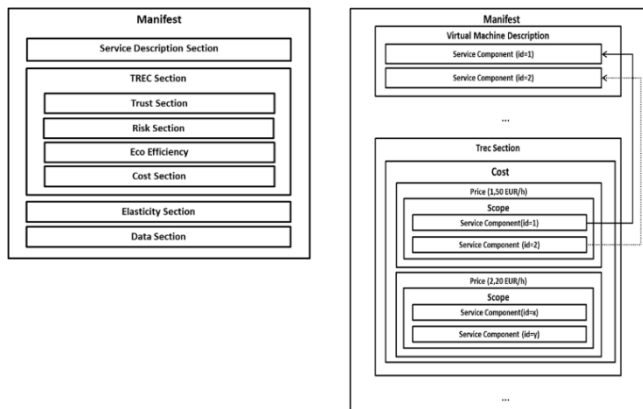 Manifest
Service Description Section
TREC Section
Trust Section
Risk Section
Eco Efficiency
Cost Section
Elasticity Section
Data Section
Manifest
Virtual Machine Description
Service Component (id=1)
Service Component (id=2)
...
Trec Section
Cost
Price (1,50 EUR/h)
Scope
Service Component(id=1)
Service Component (id=2)
Price (2,20 EUR/h)
Scope
Service Component(id=x)
Service Component (id=y)
...